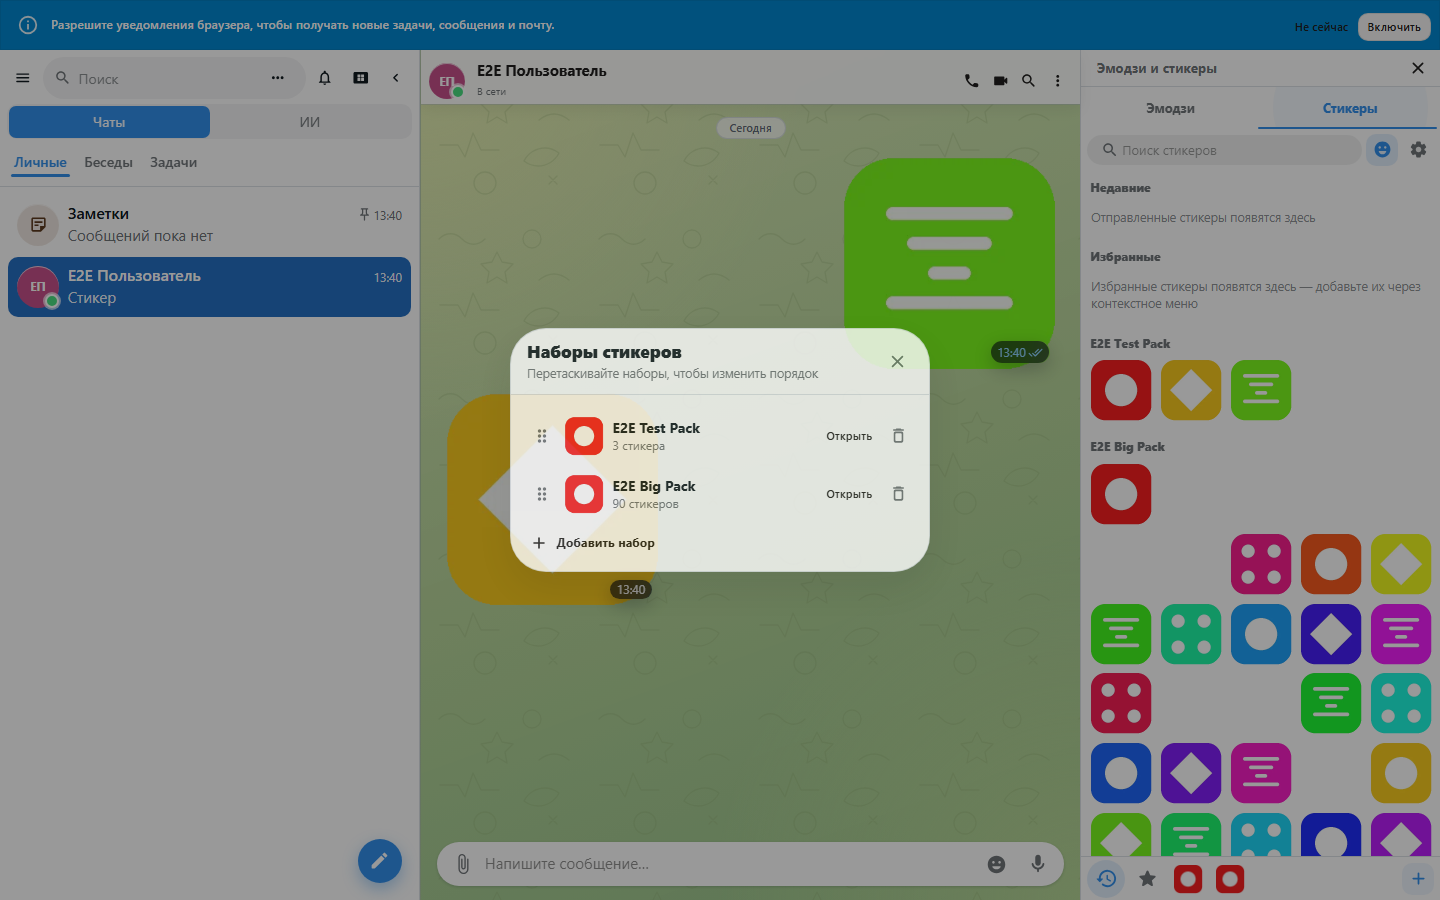 Разрешите уведомления браузера, чтобы получать новые задачи, сообщения и почту.
Не сейчас
Включить
Поиск
Чаты
ИИ
Личные
Беседы
Задачи
Заметки
13:40
Сообщений пока нет
ЕП
E2E Пользователь
13:40
Стикер
ЕП
E2E Пользователь
В сети
Сегодня
13:40
13:40
Наборы стикеров
Перетаскивайте наборы, чтобы изменить порядок
E2E Test Pack
3 стикера
Открыть
E2E Big Pack
90 стикеров
Открыть
Добавить набор
Напишите сообщение...
Эмодзи и стикеры
Эмодзи
Стикеры
Поиск стикеров
Недавние
Отправленные стикеры появятся здесь
Избранные
Избранные стикеры появятся здесь — добавьте их через
контекстное меню
E2E Test Pack
E2E Big Pack